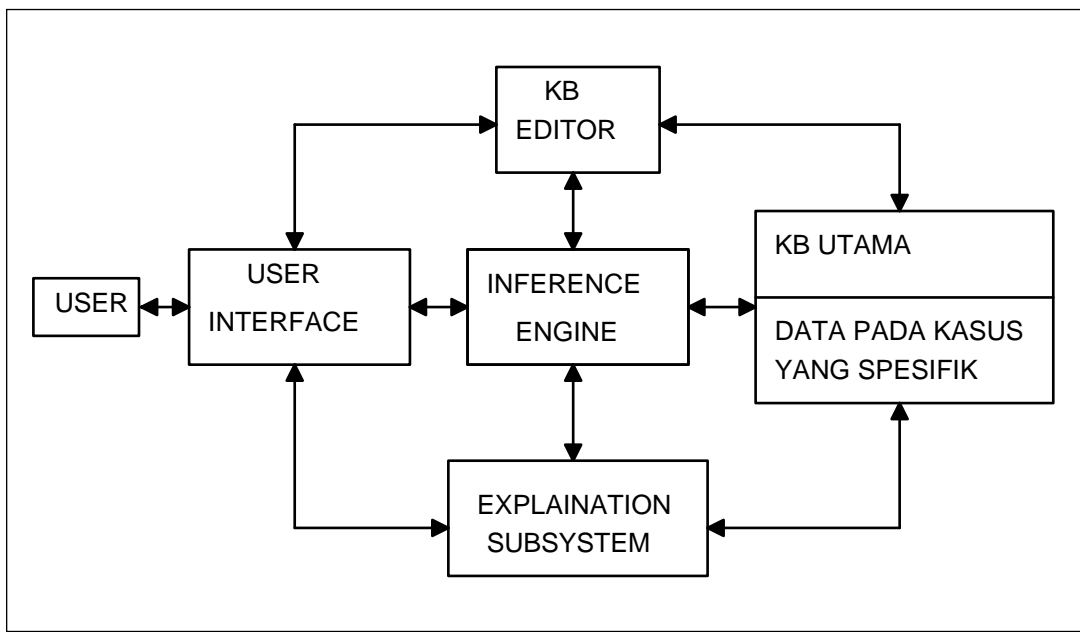 KB
EDITOR
KB UTAMA
USER
USER
INTERFACE
INFERENCE
ENGINE
DATA PADA KASUS
YANG SPESIFIK
EXPLAINATION
SUBSYSTEM